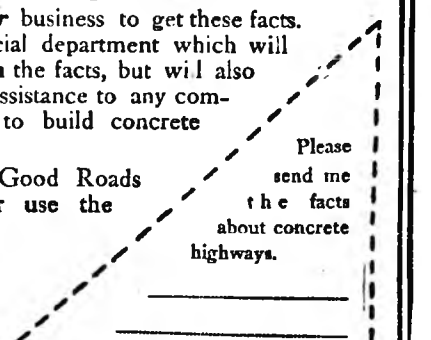 r business to get these facts.
cial department which will
the facts, but wi l also
ssistance to any com-
to build concrete
Good Roads
use the
Please
send me
the facts
about concrete
highways.